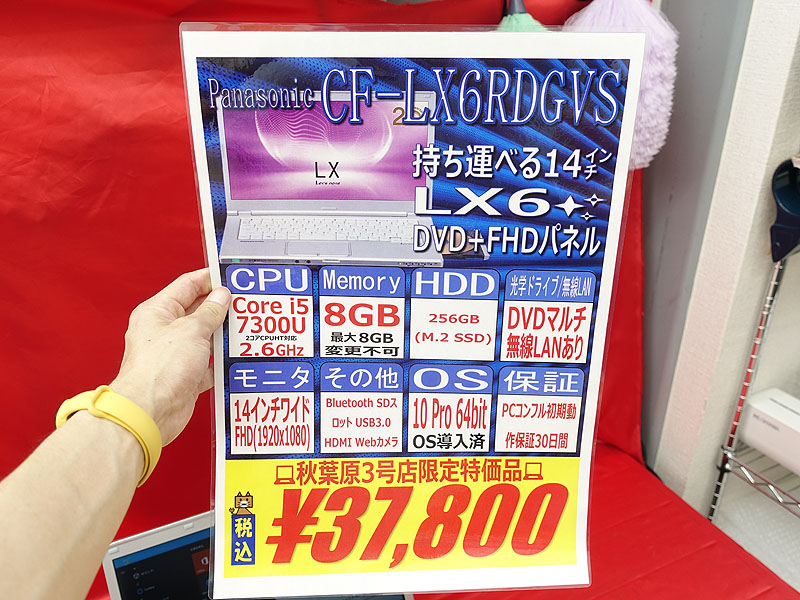 Panasonic CF-LX6RDGVS
LX
持ち運べる14インチ
LX6
DVD+FHDパネル
CPU
Core i5
7300U
2コアCPUHT対応
2.6GHz
Memory
8GB
最大8GB
変更不可
HDD
256GB
(M.2 SSD)
光学ドライブ/無線LAN
DVDマルチ
無線LANあり
モニタ
14インチワイド
FHD(1920x1080)
その他
Bluetooth SDス
ロット USB3.0
HDMI Webカメラ
OS
10 Pro 64bit
OS導入済
保証
PCコンフル初期動
作保証30日間
秋葉原3号店限定特価品
税込
¥37,800